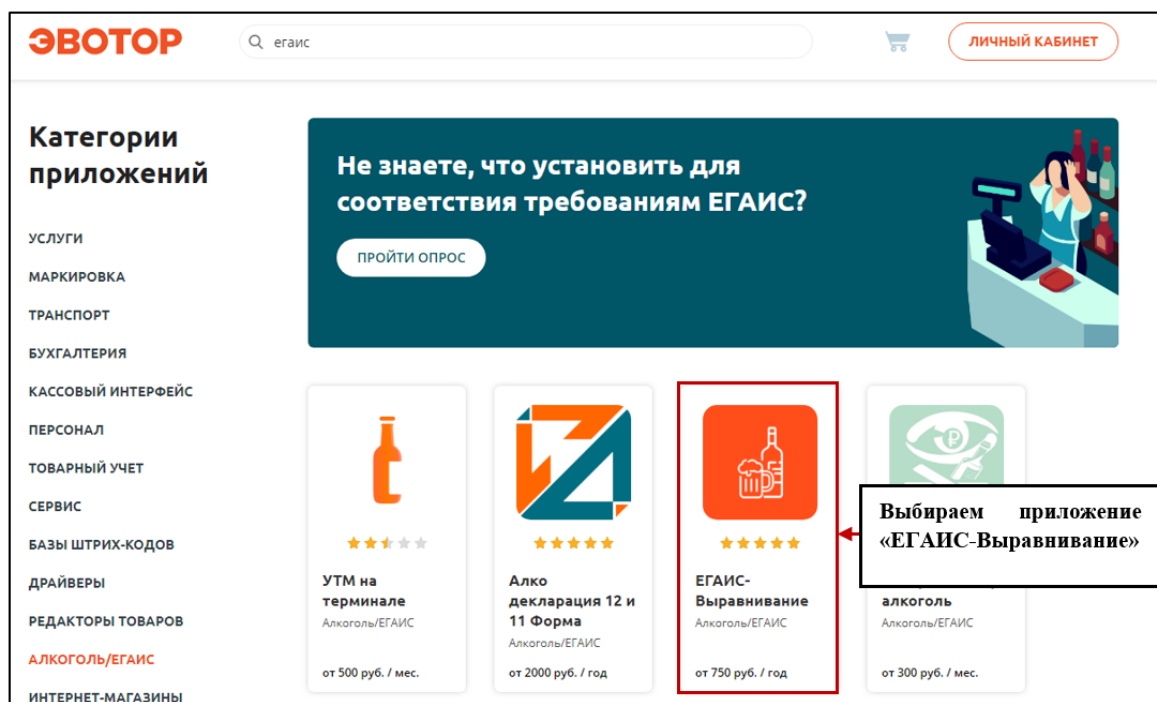 ЭВОТОР
егаис
ЛИЧНЫЙ КАБИНЕТ
Категории
приложений
УСЛУГИ
МАРКИРОВКА
ТРАНСПОРТ
БУХГАЛТЕРИЯ
КАССОВЫЙ ИНТЕРФЕЙС
ПЕРСОНАЛ
ТОВАРНЫЙ УЧЕТ
СЕРВИС
БАЗЫ ШТРИХ-КОДОВ
ДРАЙВЕРЫ
РЕДАКТОРЫ ТОВАРОВ
АЛКОГОЛЬ/ЕГАИС
ИНТЕРНЕТ-МАГАЗИНЫ
Не знаете, что установить для
соответствия требованиям ЕГАИС?
ПРОЙТИ ОПРОС
УТМ на
терминале
Алкоголь/ЕГАИС
от 500 руб. / мес.
Алко
декларация 12 и
11 Форма
Алкоголь/ЕГАИС
от 2000 руб. / год
ЕГАИС-
Выравнивание
Алкоголь/ЕГАИС
от 750 руб. / год
Выбираем приложение
«ЕГАИС-Выравнивание»
алкоголь
Алкоголь/ЕГАИС
от 300 руб. / мес.